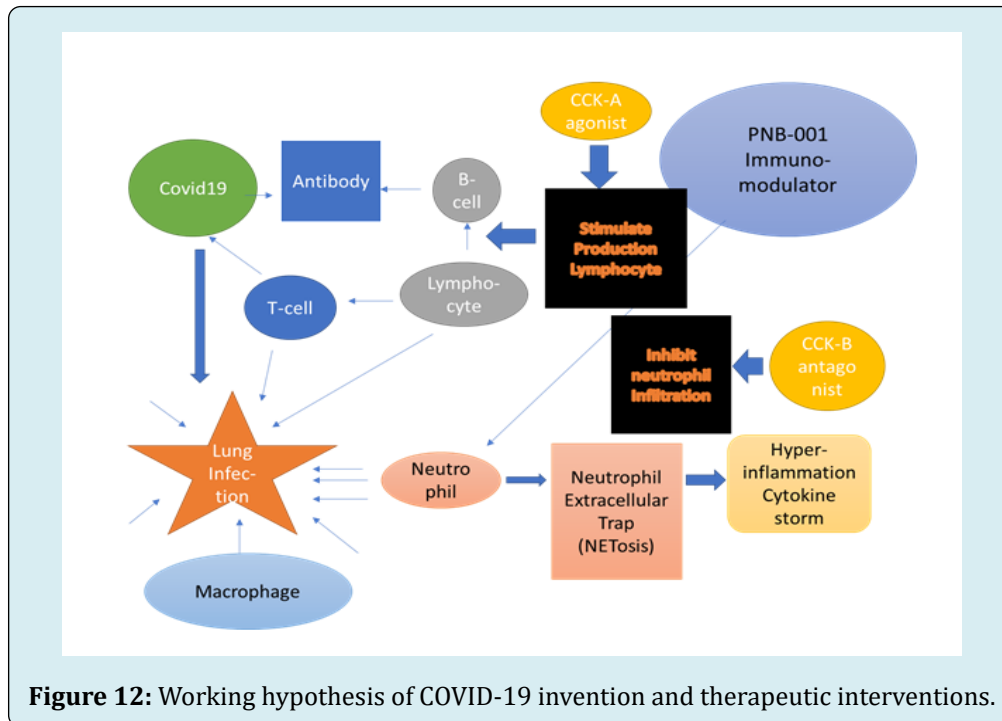 CCK-A
agonist
PNB-001
Immuno-
modulator
Covid19
Antibody
B-
cell
Stimulate
Production
Lymphocyte
Lympho-
cyte
T-cell
Inhibit
neutrophil
Infiltration
CCK-B
antago
nist
Lung
Infec-
tion
Neutro
phil
Neutrophil
Extracellular
Trap
(NETosis)
Hyper-
inflammation
Cytokine
storm
Macrophage
Figure 12: Working hypothesis of COVID-19 invention and therapeutic interventions.